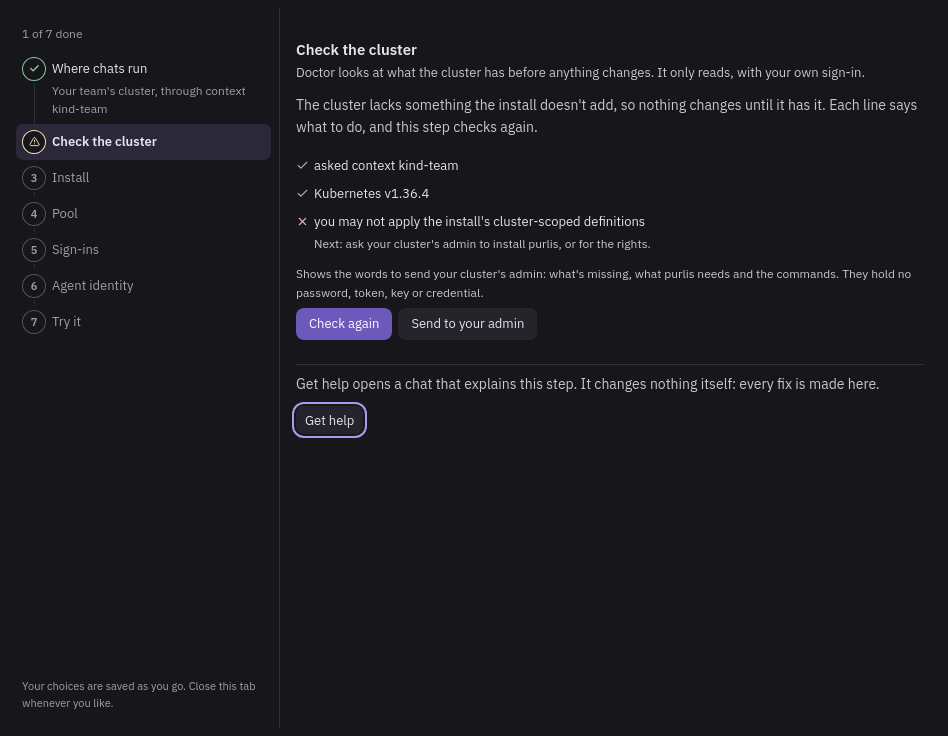 1 of 7 done
Where chats run
Your team's cluster, through context
kind-team
Check the cluster
3 Install
4 Pool
5 Sign-ins
6 Agent identity
7 Try it
Your choices are saved as you go. Close this tab
whenever you like.
Check the cluster
Doctor looks at what the cluster has before anything changes. It only reads, with your own sign-in.
The cluster lacks something the install doesn't add, so nothing changes until it has it. Each line says
what to do, and this step checks again.
asked context kind-team
Kubernetes v1.36.4
you may not apply the install's cluster-scoped definitions
Next: ask your cluster's admin to install purlis, or for the rights.
Shows the words to send your cluster's admin: what's missing, what purlis needs and the commands. They hold no
password, token, key or credential.
Check again
Send to your admin
Get help opens a chat that explains this step. It changes nothing itself: every fix is made here.
Get help